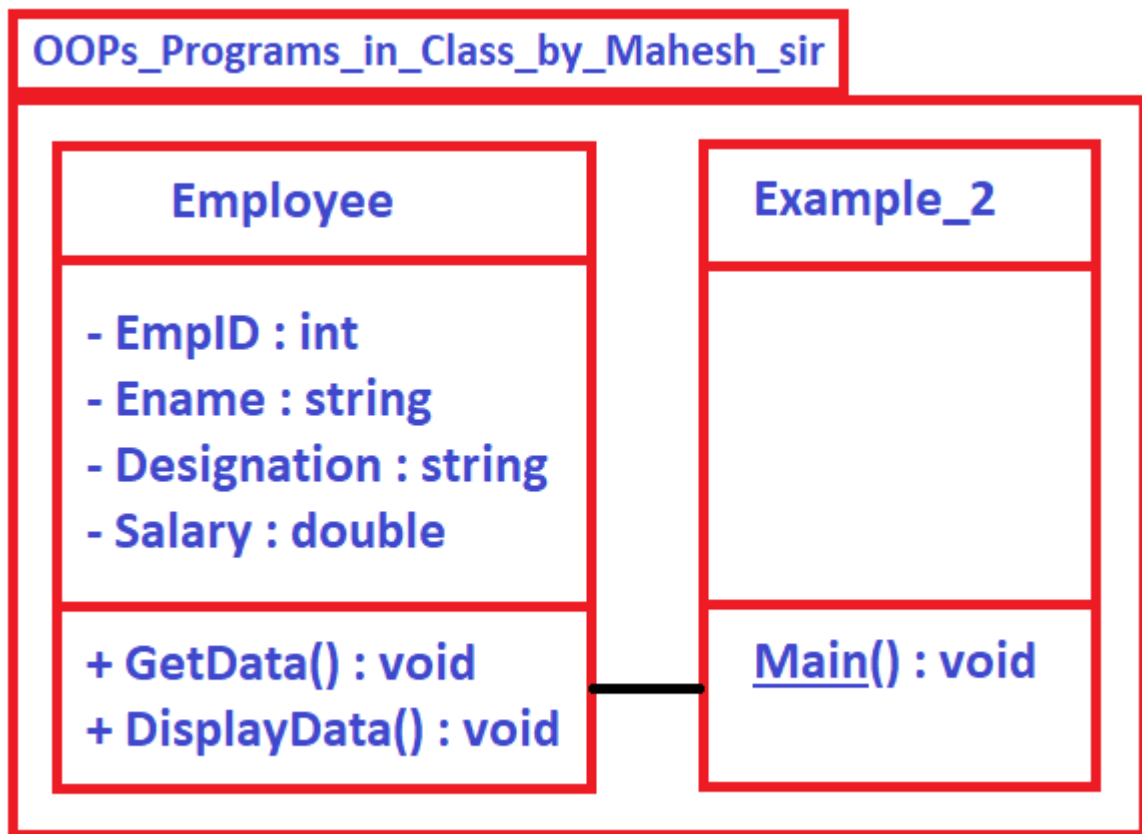 OOPs_Programs_in_Class_by_Mahesh_sir
Employee
- EmpID : int
- Ename : string
- Designation : string
- Salary : double
+ GetData() : void
+ DisplayData() : void
Example_2
Main() : void